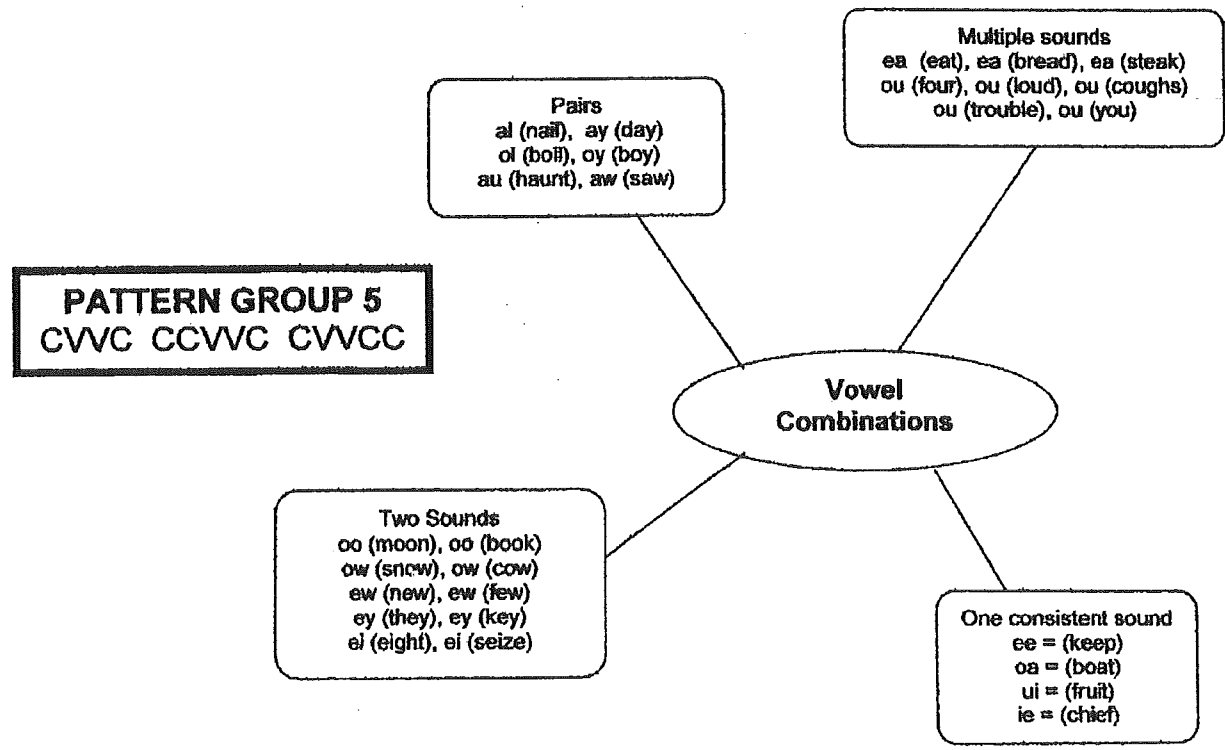 Multiple sounds
ea (eat), ea (bread), ea (steak)
ou (four), ou (loud), ou (coughs)
ou (trouble), ou (you)
Pairs
ai (nail), ay (day)
oi (boil), oy (boy)
au (haunt), aw (saw)
PATTERN GROUP 5
CVVC CCVVC CVVCC
Vowel
Combinations
Two Sounds
oo (moon), oo (book)
ow (snow), ow (cow)
ew (new), ew (few)
ey (they), ey (key)
ei (eight), ei (seize)
One consistent sound
ee = (keep)
oa = (boat)
ui = (fruit)
ie = (chief)